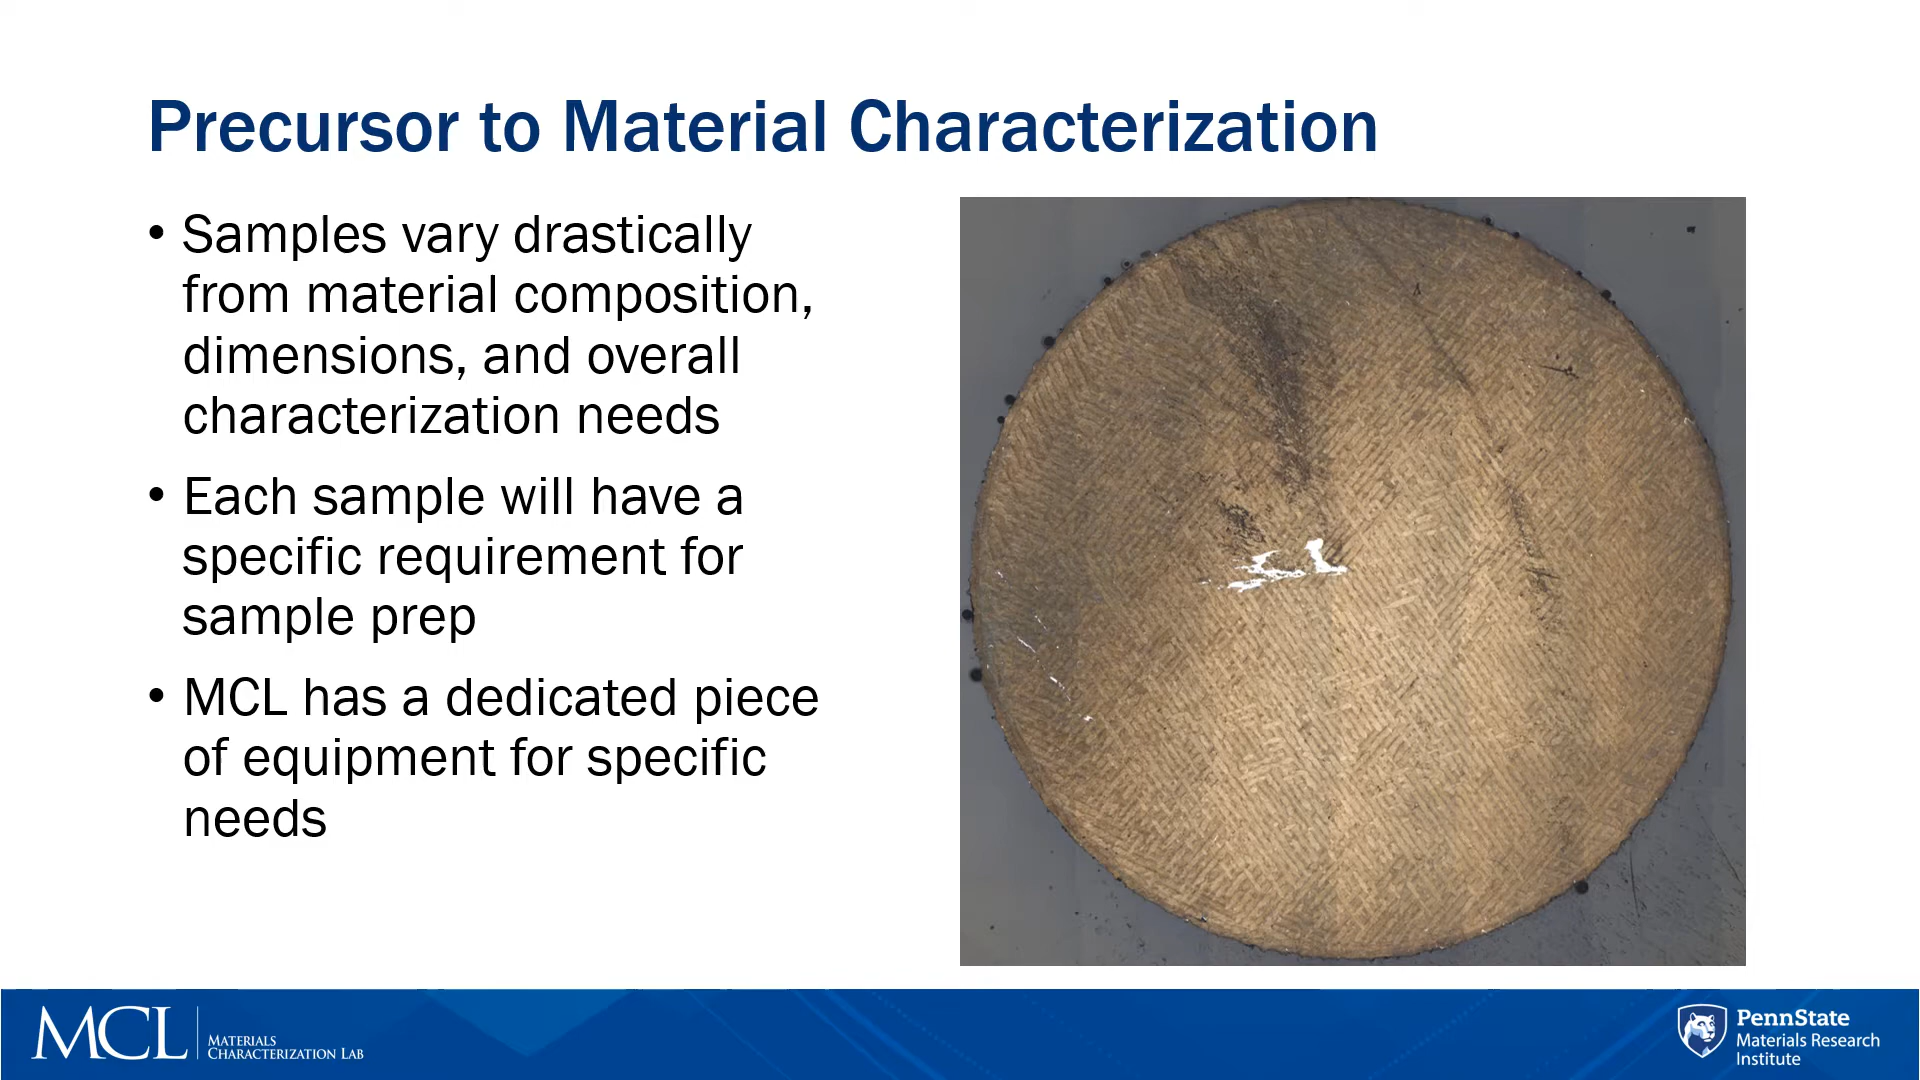 Precursor to Material Characterization
• Samples vary drastically
from material composition,
dimensions, and overall
characterization needs
• Each sample will have a
specific requirement for
sample prep
• MCL has a dedicated piece
of equipment for specific
needs
MCL
Materials
Characterization Lab
PennState
Materials Research
Institute